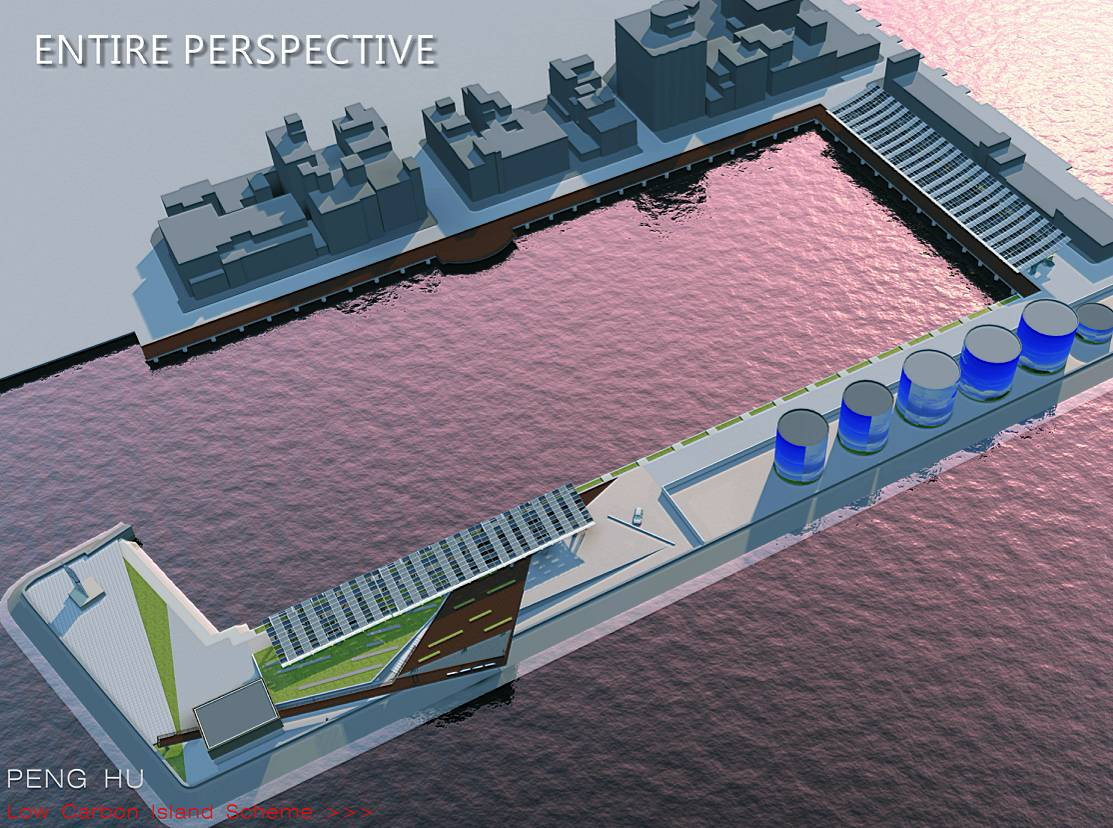 ENTIRE PERSPECTIVE
PENG HU
Low Carbon Island Scheme >>>